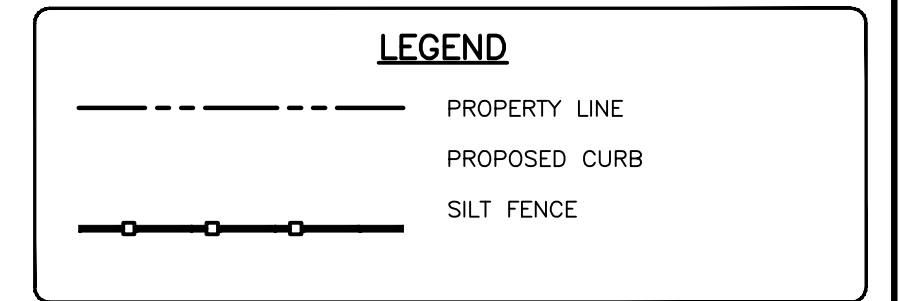 LEGEND
PROPERTY LINE
PROPOSED CURB
SILT FENCE